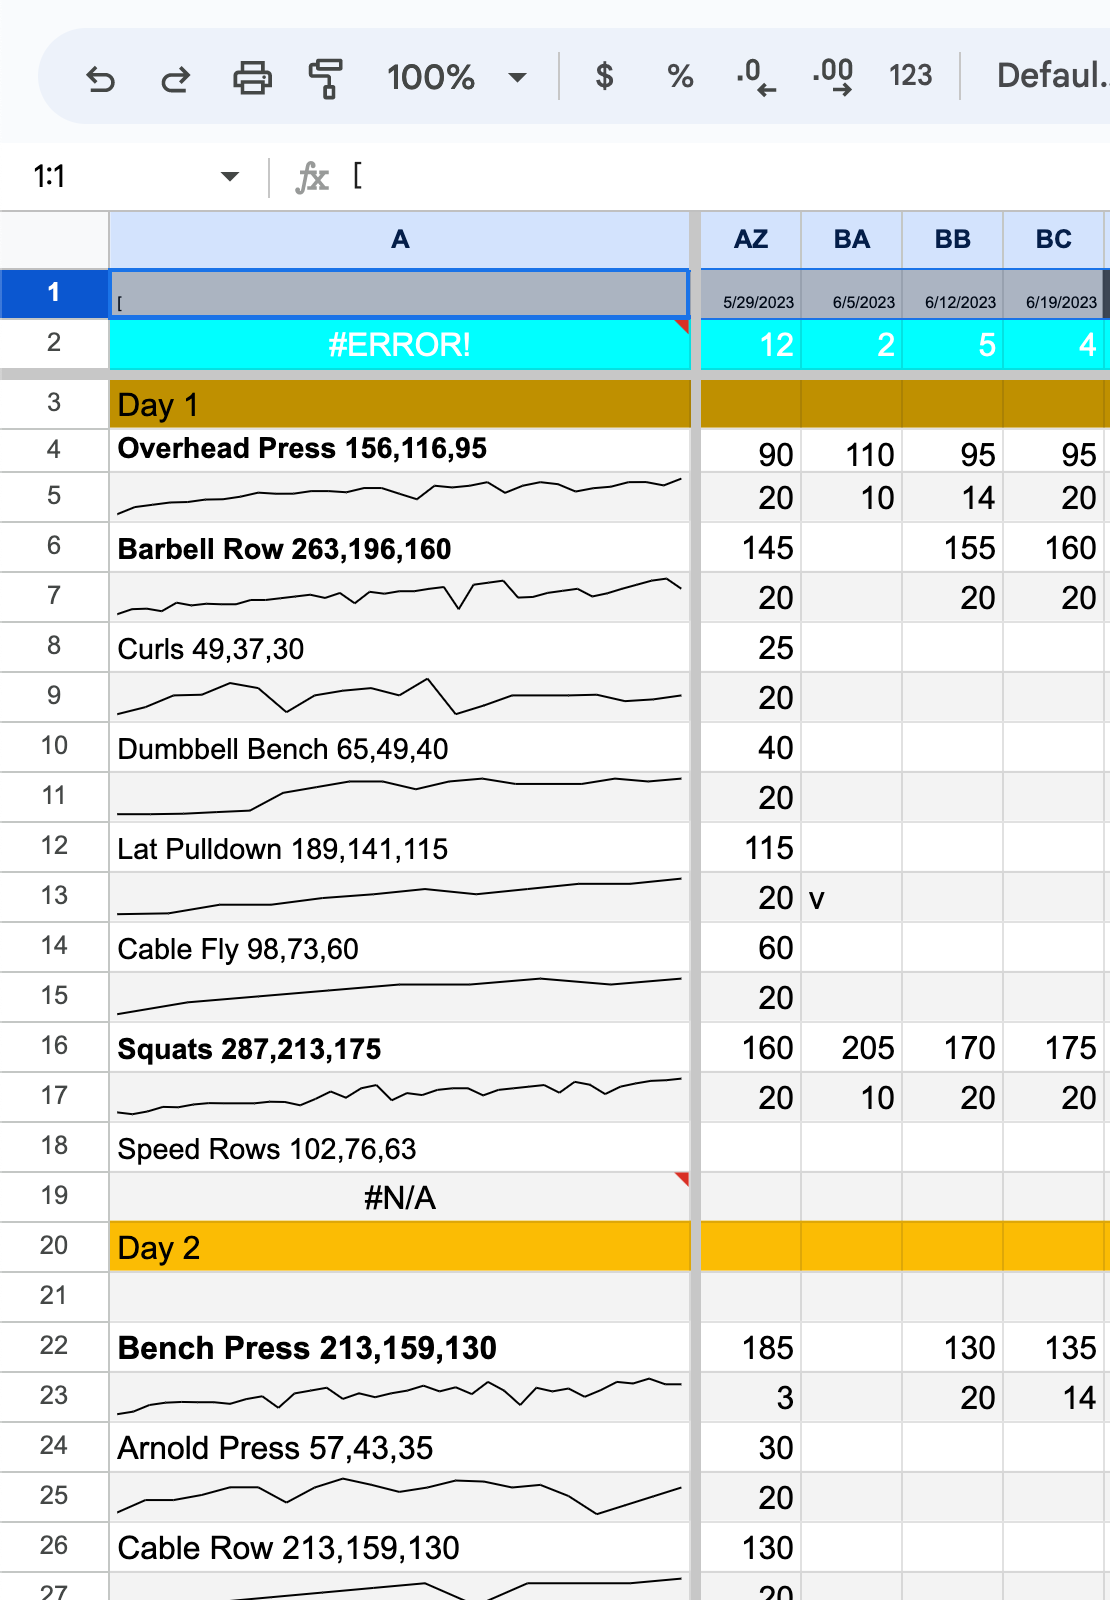 100% $ % .0 .00 123 Defaul..
1:1 fx [
A AZ BA BB BC
1 [ 5/29/2023 6/5/2023 6/12/2023 6/19/2023
2 #ERROR! 12 2 5 4
3 Day 1
4 Overhead Press 156,116,95 90 110 95 95
5 20 10 14 20
6 Barbell Row 263,196,160 145 155 160
7 20 20 20
8 Curls 49,37,30 25
9 20
10 Dumbbell Bench 65,49,40 40
11 20
12 Lat Pulldown 189,141,115 115
13 20 v
14 Cable Fly 98,73,60 60
15 20
16 Squats 287,213,175 160 205 170 175
17 20 10 20 20
18 Speed Rows 102,76,63
19 #N/A
20 Day 2
21
22 Bench Press 213,159,130 185 130 135
23 3 20 14
24 Arnold Press 57,43,35 30
25 20
26 Cable Row 213,159,130 130
27 20